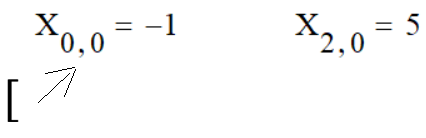 X0,0 = −1 X2,0 = 5
[